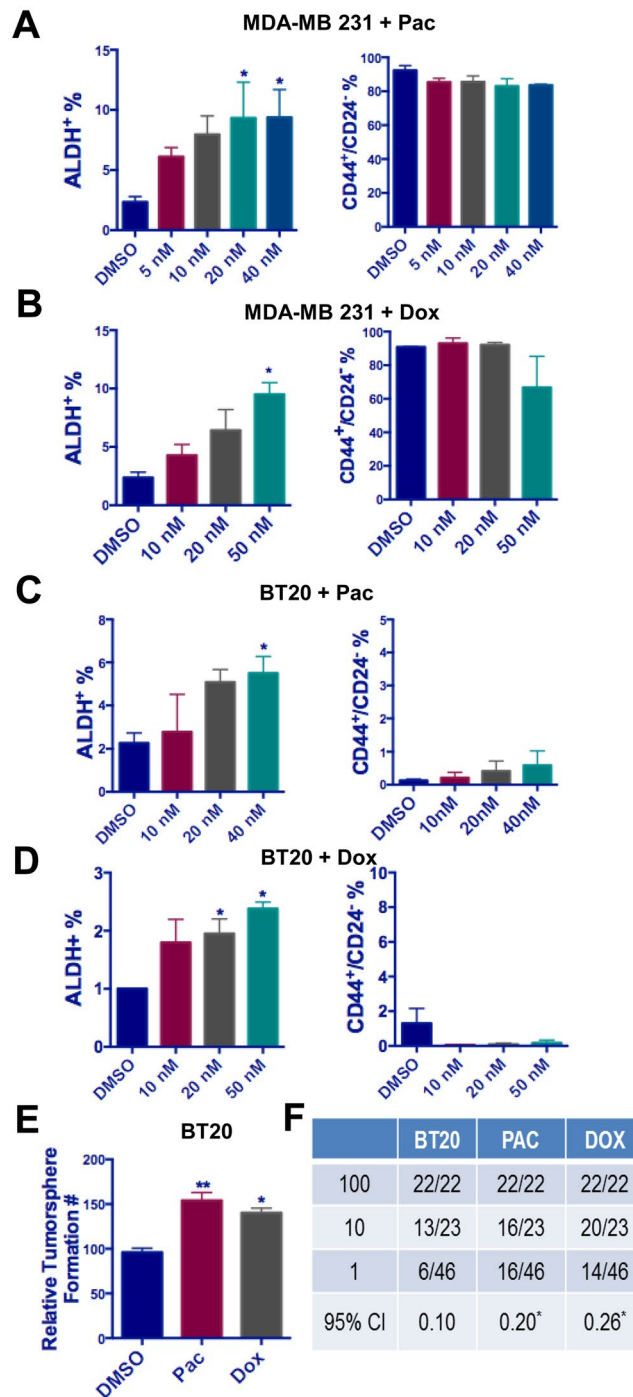 A
MDA-MB 231 + Pac
ALDH⁺ %
15
10
5
0
DMSO
5 nM
10 nM
20 nM
40 nM
*
*
CD44⁺/CD24⁻ %
100
80
60
40
20
0
DMSO
5 nM
10 nM
20 nM
40 nM
B
MDA-MB 231 + Dox
ALDH⁺ %
15
10
5
0
DMSO
10 nM
20 nM
50 nM
*
CD44⁺/CD24⁻ %
100
80
60
40
20
0
DMSO
10 nM
20 nM
50 nM
C
BT20 + Pac
ALDH⁺ %
8
6
4
2
0
DMSO
10 nM
20 nM
40 nM
*
CD44⁺/CD24⁻ %
5
4
3
2
1
0
DMSO
10nM
20nM
40nM
D
BT20 + Dox
ALDH+ %
3
2
1
0
DMSO
10 nM
20 nM
50 nM
*
*
CD44⁺/CD24⁻ %
10
8
6
4
2
0
DMSO
10 nM
20 nM
50 nM
E
BT20
Relative Tumorsphere
Formation #
200
150
100
50
0
DMSO
Pac
Dox
**
*
F
BT20 PAC DOX
100 22/22 22/22 22/22
10 13/23 16/23 20/23
1 6/46 16/46 14/46
95% CI 0.10 0.20* 0.26*